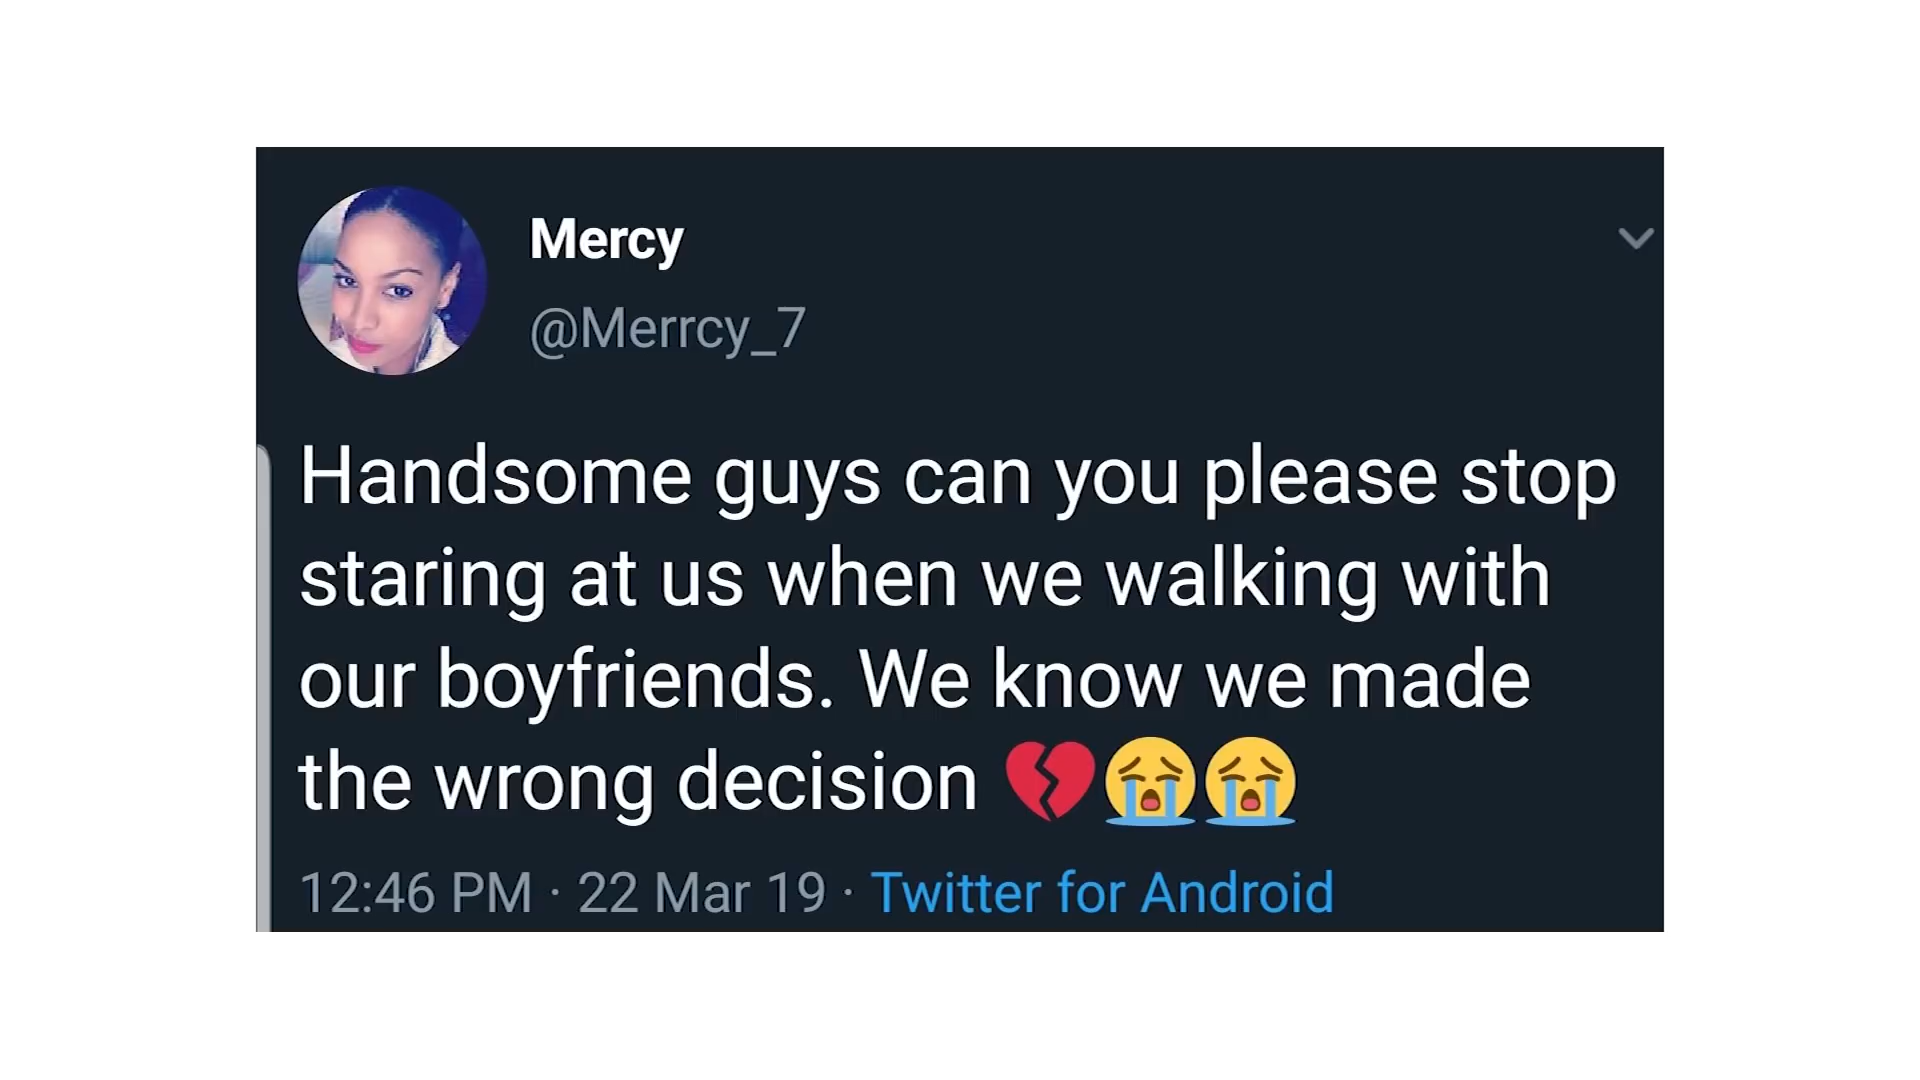 Mercy
@Merrcy_7
Handsome guys can you please stop
staring at us when we walking with
our boyfriends. We know we made
the wrong decision 💔😭😭
12:46 PM · 22 Mar 19 · Twitter for Android